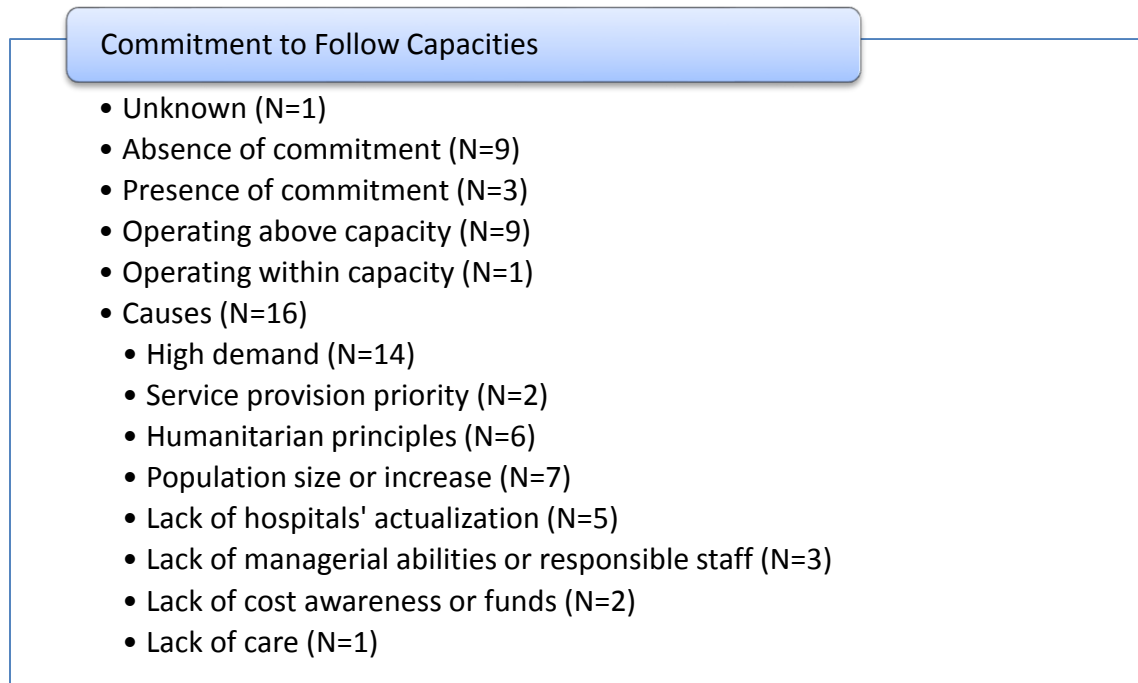 Commitment to Follow Capacities
• Unknown (N=1)
• Absence of commitment (N=9)
• Presence of commitment (N=3)
• Operating above capacity (N=9)
• Operating within capacity (N=1)
• Causes (N=16)
• High demand (N=14)
• Service provision priority (N=2)
• Humanitarian principles (N=6)
• Population size or increase (N=7)
• Lack of hospitals' actualization (N=5)
• Lack of managerial abilities or responsible staff (N=3)
• Lack of cost awareness or funds (N=2)
• Lack of care (N=1)